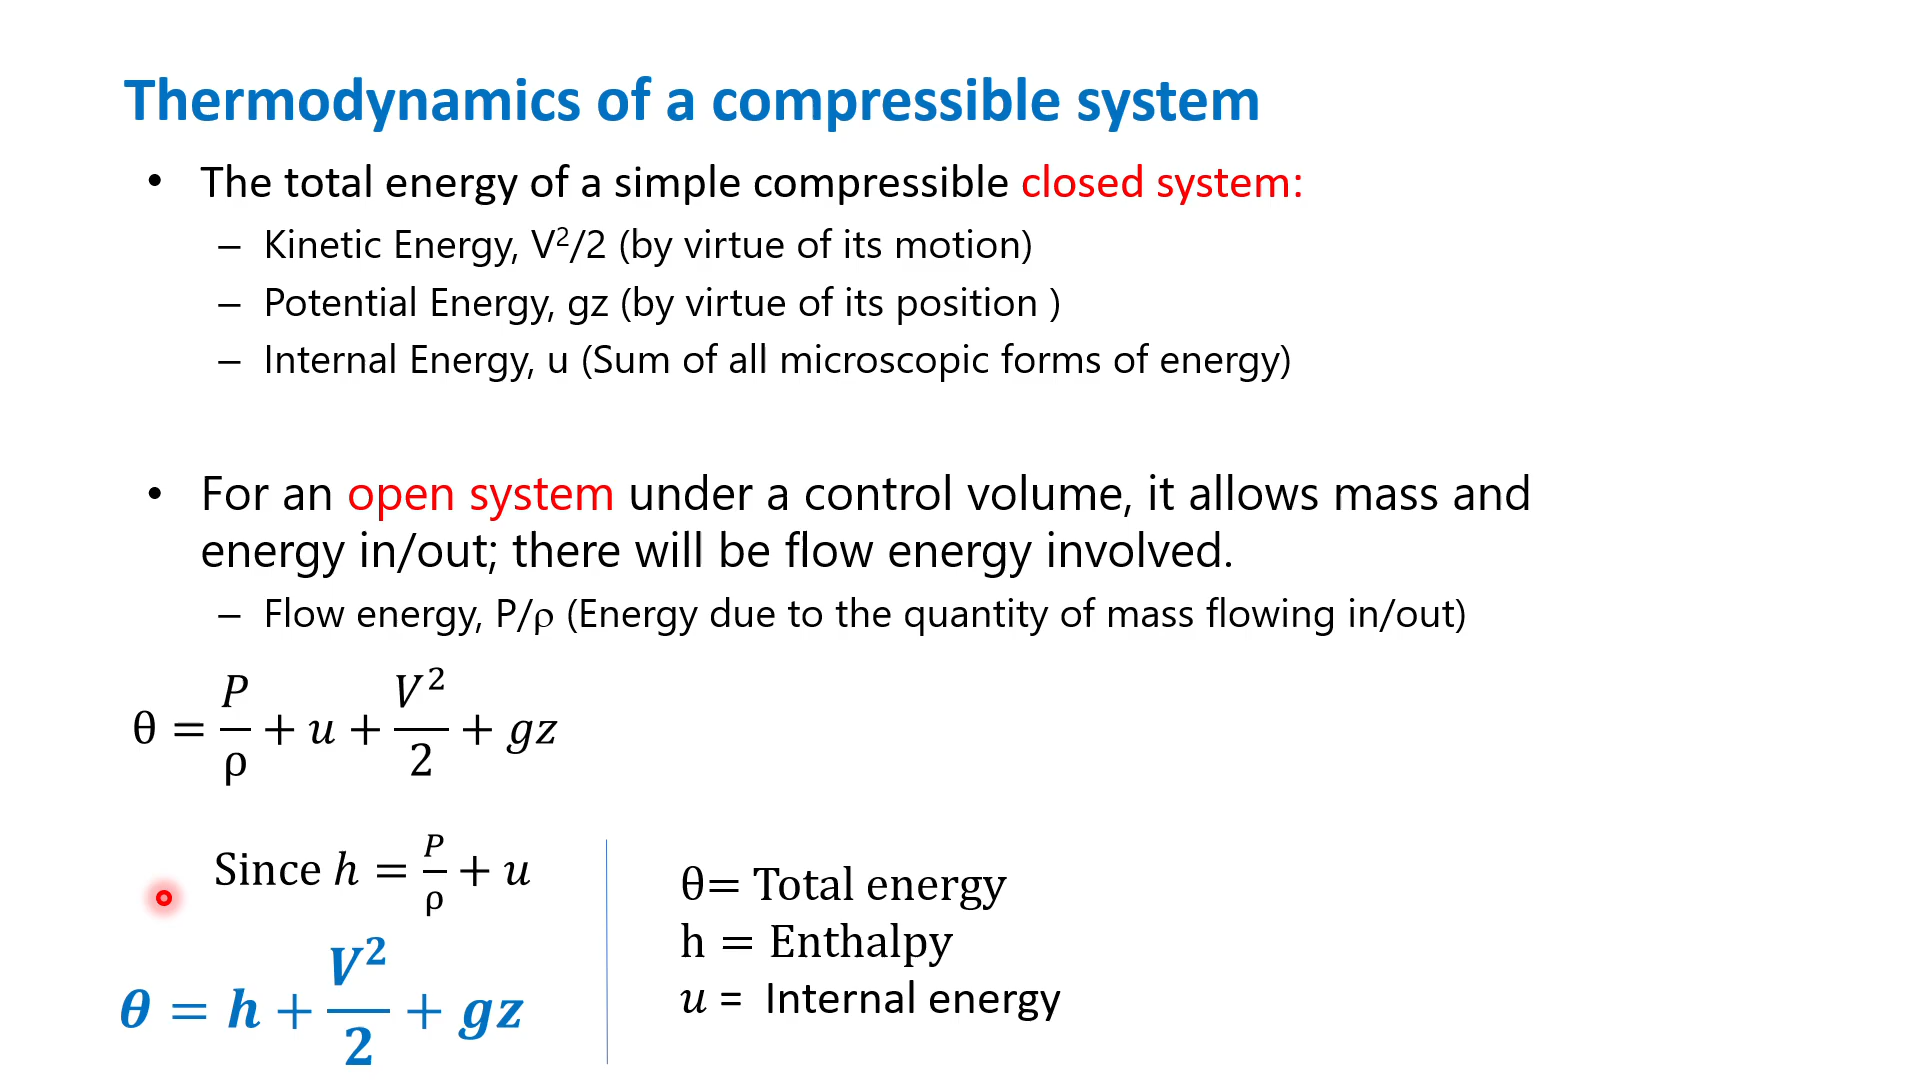 Thermodynamics of a compressible system
• The total energy of a simple compressible closed system:
– Kinetic Energy, V²/2 (by virtue of its motion)
– Potential Energy, gz (by virtue of its position )
– Internal Energy, u (Sum of all microscopic forms of energy)
• For an open system under a control volume, it allows mass and
energy in/out; there will be flow energy involved.
– Flow energy, P/ρ (Energy due to the quantity of mass flowing in/out)
θ = P/ρ + u + V²/2 + gz
Since h = P/ρ + u
θ = h + V²/2 + gz
θ= Total energy
h = Enthalpy
u = Internal energy